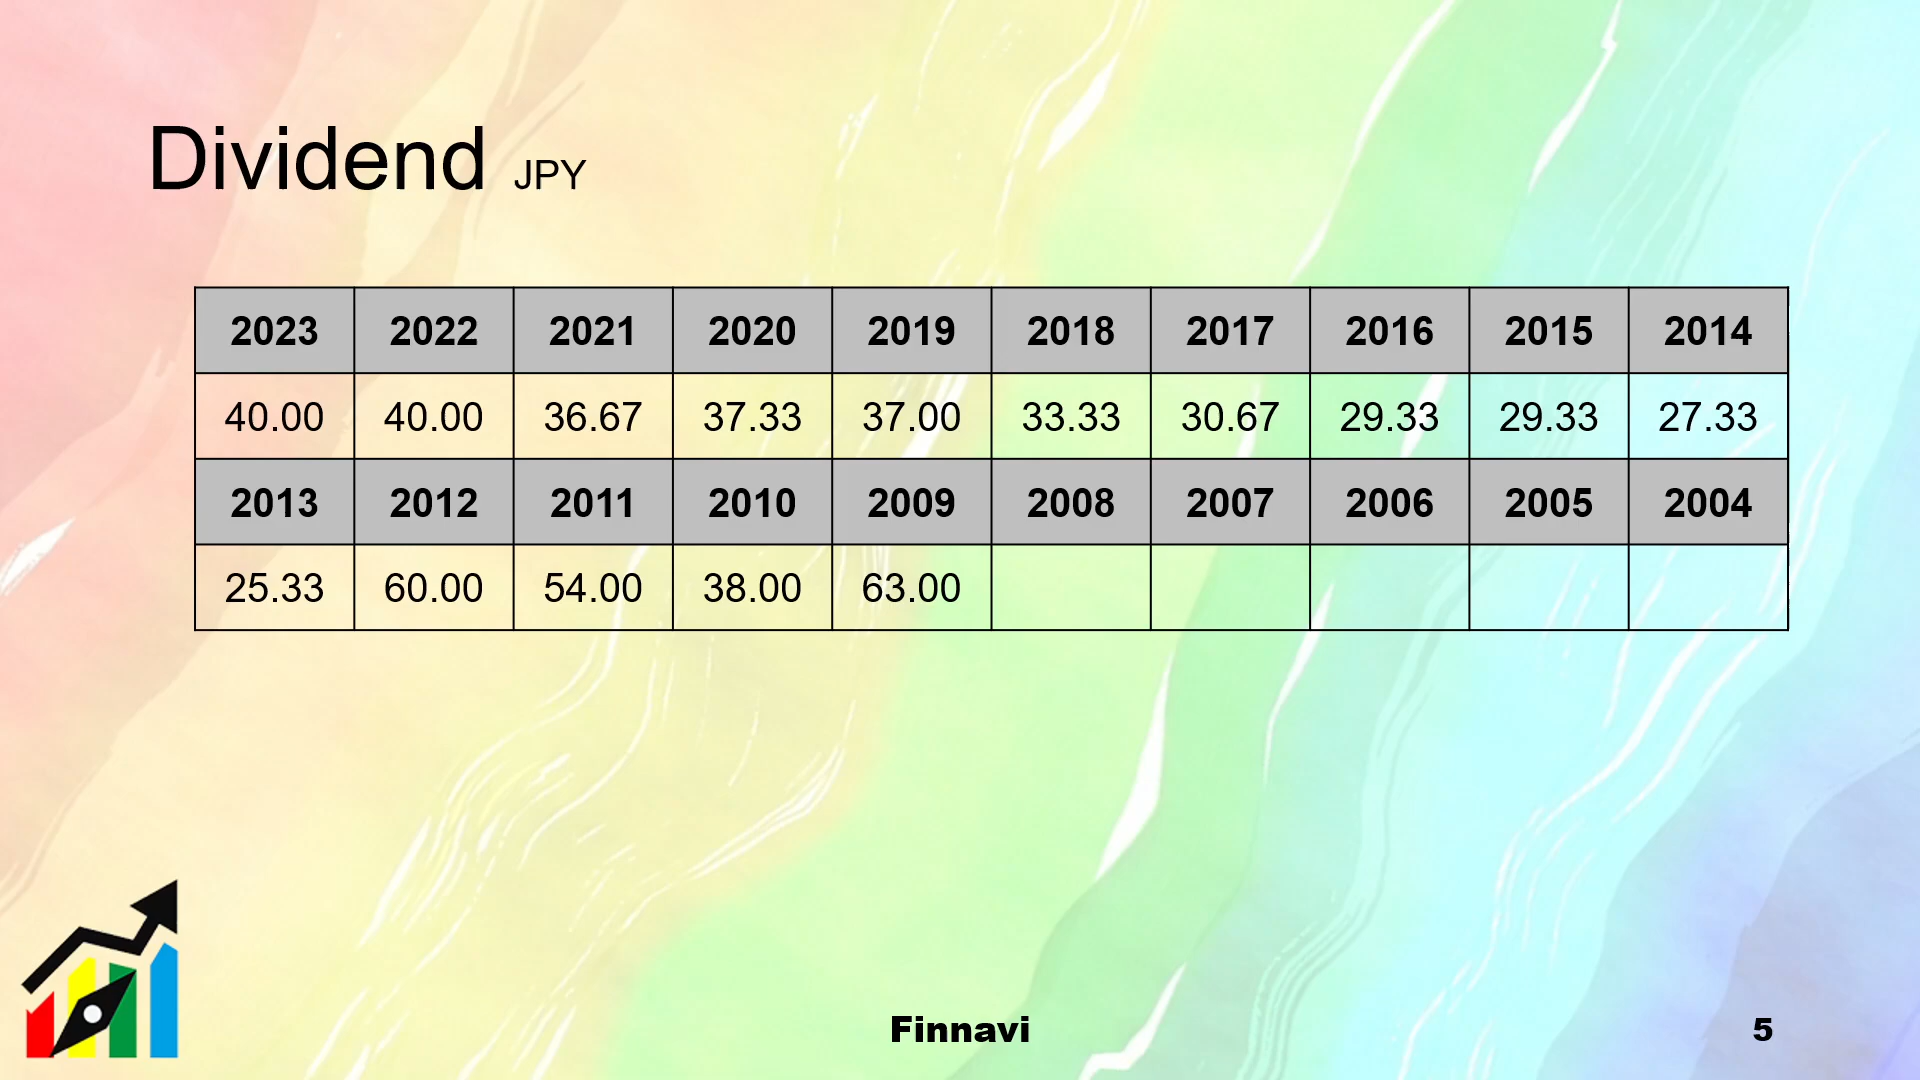 Dividend JPY
2023 2022 2021 2020 2019 2018 2017 2016 2015 2014
40.00 40.00 36.67 37.33 37.00 33.33 30.67 29.33 29.33 27.33
2013 2012 2011 2010 2009 2008 2007 2006 2005 2004
25.33 60.00 54.00 38.00 63.00
Finnavi 5